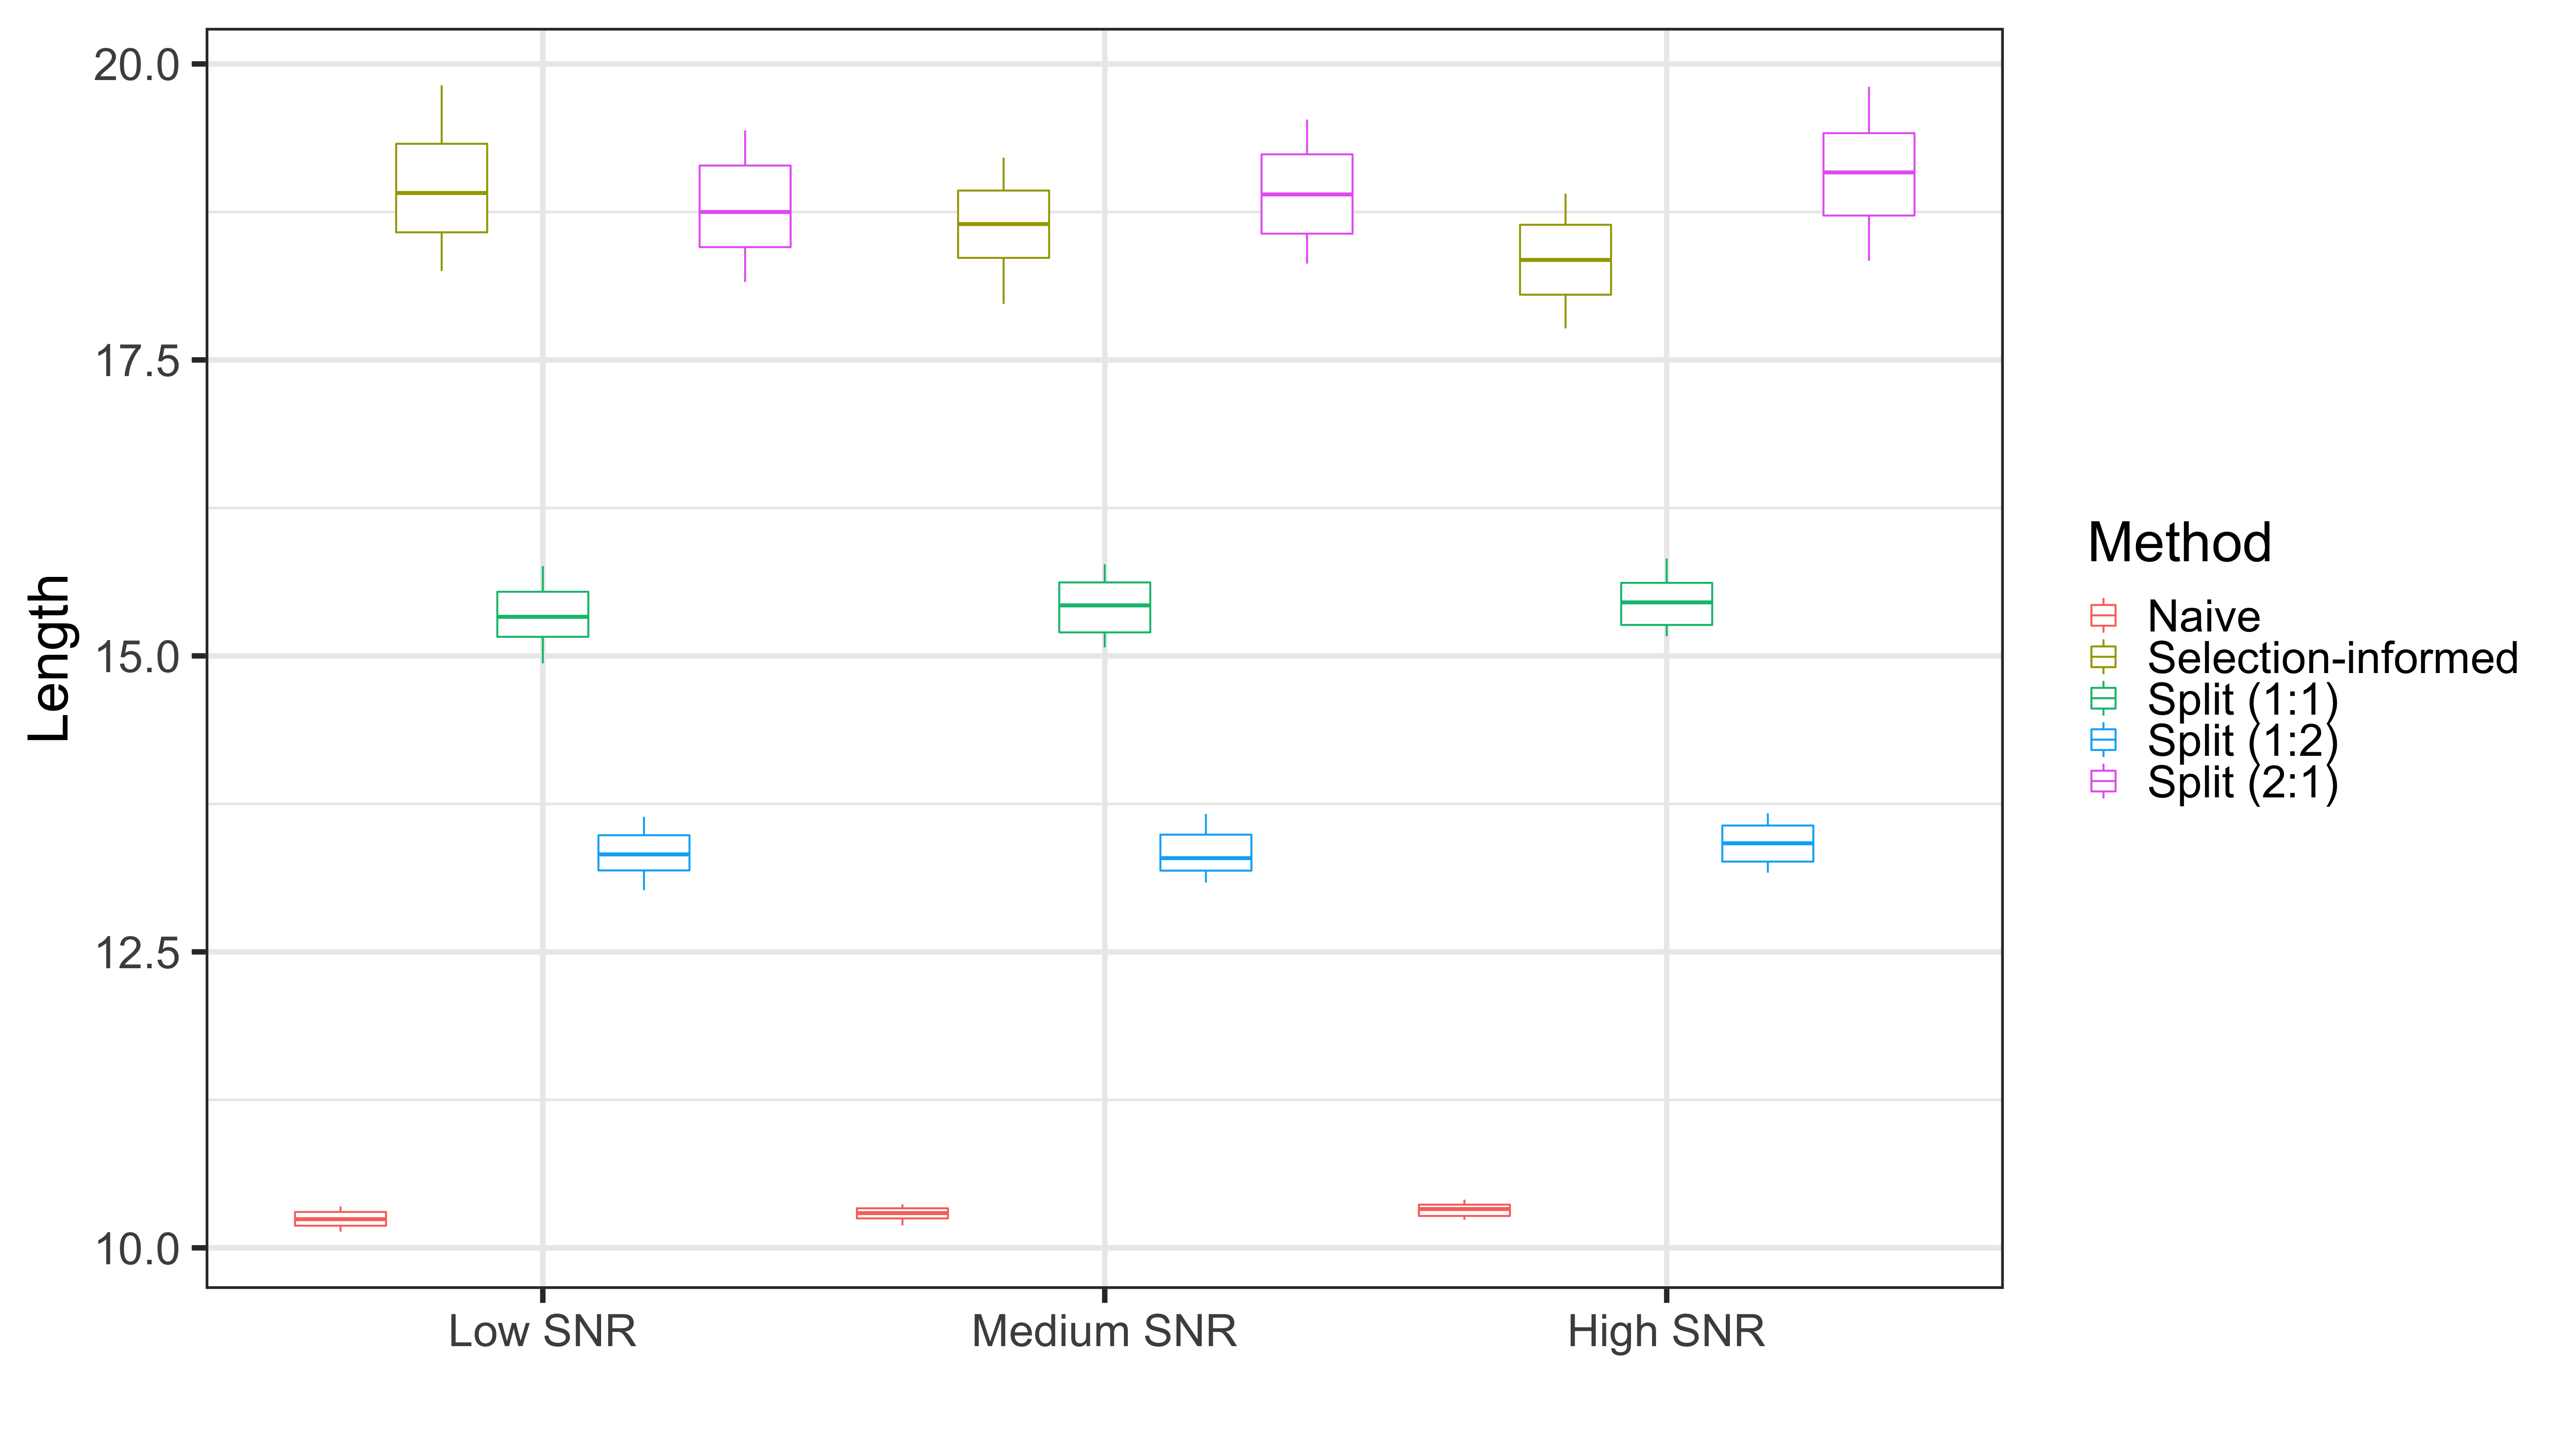 20.0
17.5
15.0
12.5
10.0
Length
Low SNR
Medium SNR
High SNR
Method
Naive
Selection-informed
Split (1:1)
Split (1:2)
Split (2:1)